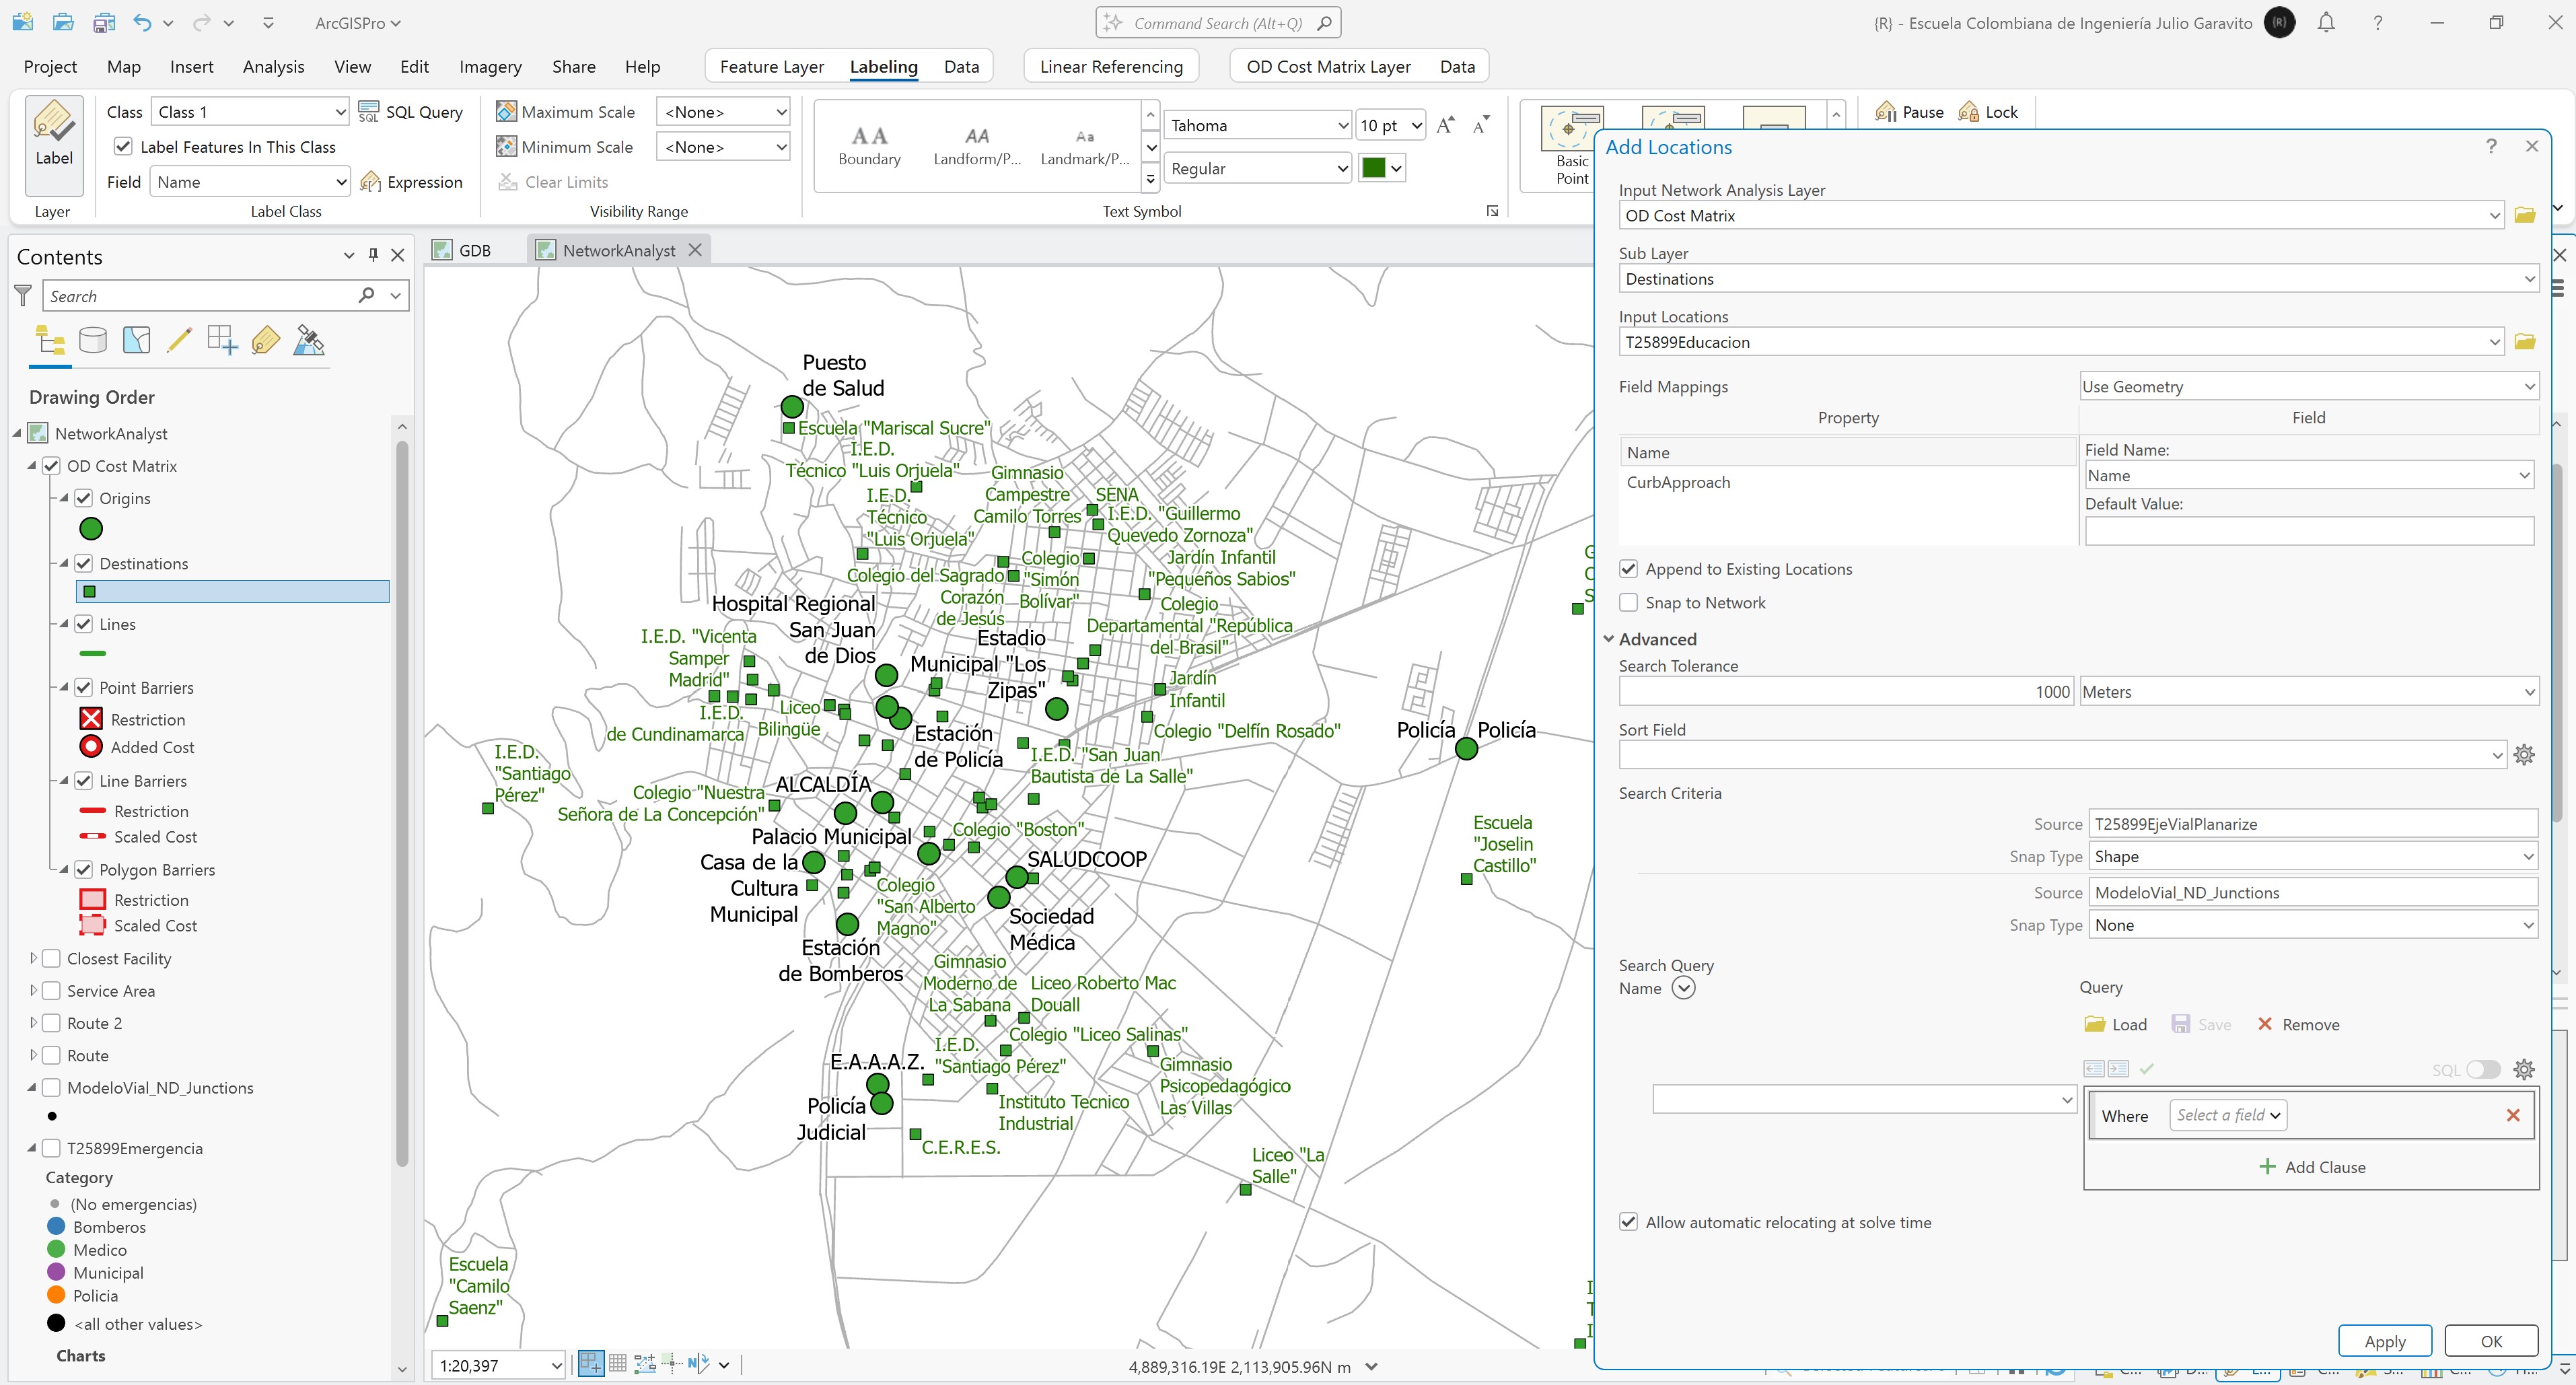 ArcGISPro
Command Search (Alt+Q)
{R} - Escuela Colombiana de Ingeniería Julio Garavito
{R}
Project
Map
Insert
Analysis
View
Edit
Imagery
Share
Help
Feature Layer
Labeling
Data
Linear Referencing
OD Cost Matrix Layer
Data
Label
Layer
Class
Class 1
SQL Query
Label Features In This Class
Field
Name
Expression
Label Class
Maximum Scale
<None>
Minimum Scale
<None>
Clear Limits
Visibility Range
Boundary
Landform/P...
Landmark/P...
Tahoma
10 pt
Regular
Text Symbol
Basic
Point
Pause
Lock
Contents
Search
Drawing Order
NetworkAnalyst
OD Cost Matrix
Origins
Destinations
Lines
Point Barriers
Restriction
Added Cost
Line Barriers
Restriction
Scaled Cost
Polygon Barriers
Restriction
Scaled Cost
Closest Facility
Service Area
Route 2
Route
ModeloVial_ND_Junctions
T25899Emergencia
Category
(No emergencias)
Bomberos
Medico
Municipal
Policia
<all other values>
Charts
GDB
NetworkAnalyst
Puesto
de Salud
Escuela "Mariscal Sucre"
I.E.D.
Técnico "Luis Orjuela"
I.E.D.
Técnico
"Luis Orjuela"
Gimnasio
Campestre
Camilo Torres
SENA
I.E.D. "Guillermo
Quevedo Zornoza"
Jardín Infantil
"Pequeños Sabios"
Colegio
"Simón
Bolívar"
Colegio del Sagrado
Corazón
de Jesús
Colegio
Departamental "República
del Brasil"
Hospital Regional
San Juan
de Dios
Estadio
Municipal "Los
Zipas"
I.E.D. "Vicenta
Samper
Madrid"
Jardín
Infantil
I.E.D.
de Cundinamarca
Liceo
Bilingüe
Colegio "Delfín Rosado"
Estación
de Policía
Policía
Policía
I.E.D.
"Santiago
Pérez"
I.E.D. "San Juan
Bautista de La Salle"
ALCALDÍA
Colegio "Nuestra
Señora de La Concepción"
Palacio Municipal
Colegio "Boston"
Escuela
"Joselin
Castillo"
Casa de la
Cultura
Municipal
SALUDCOOP
Colegio
"San Alberto
Magno"
Sociedad
Médica
Estación
de Bomberos
Gimnasio
Moderno de
La Sabana
Liceo Roberto Mac
Douall
Colegio "Liceo Salinas"
I.E.D.
"Santiago Pérez"
E.A.A.A.Z.
Gimnasio
Psicopedagógico
Las Villas
Policía
Judicial
Instituto Tecnico
Industrial
C.E.R.E.S.
Liceo "La
Salle"
Escuela
"Camilo
Saenz"
1:20,397
4,889,316.19E 2,113,905.96N m
Add Locations
Input Network Analysis Layer
OD Cost Matrix
Sub Layer
Destinations
Input Locations
T25899Educacion
Field Mappings
Use Geometry
Property
Field
Name
CurbApproach
Field Name:
Name
Default Value:
Append to Existing Locations
Snap to Network
Advanced
Search Tolerance
1000
Meters
Sort Field
Search Criteria
Source
T25899EjeVialPlanarize
Snap Type
Shape
Source
ModeloVial_ND_Junctions
Snap Type
None
Search Query
Name
Query
Load
Save
Remove
SQL
Where
Select a field
Add Clause
Allow automatic relocating at solve time
Apply
OK